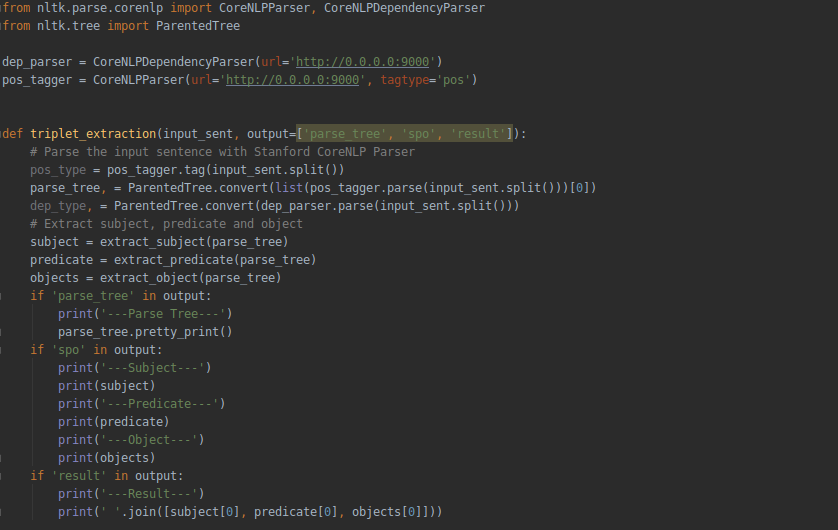 from nltk.parse.corenlp import CoreNLPParser, CoreNLPDependencyParser
from nltk.tree import ParentedTree

dep_parser = CoreNLPDependencyParser(url='http://0.0.0.0:9000')
pos_tagger = CoreNLPParser(url='http://0.0.0.0:9000', tagtype='pos')


def triplet_extraction(input_sent, output=['parse_tree', 'spo', 'result']):
    # Parse the input sentence with Stanford CoreNLP Parser
    pos_type = pos_tagger.tag(input_sent.split())
    parse_tree, = ParentedTree.convert(list(pos_tagger.parse(input_sent.split()))[0])
    dep_type, = ParentedTree.convert(dep_parser.parse(input_sent.split()))
    # Extract subject, predicate and object
    subject = extract_subject(parse_tree)
    predicate = extract_predicate(parse_tree)
    objects = extract_object(parse_tree)
    if 'parse_tree' in output:
        print('---Parse Tree---')
        parse_tree.pretty_print()
    if 'spo' in output:
        print('---Subject---')
        print(subject)
        print('---Predicate---')
        print(predicate)
        print('---Object---')
        print(objects)
    if 'result' in output:
        print('---Result---')
        print(' '.join([subject[0], predicate[0], objects[0]]))